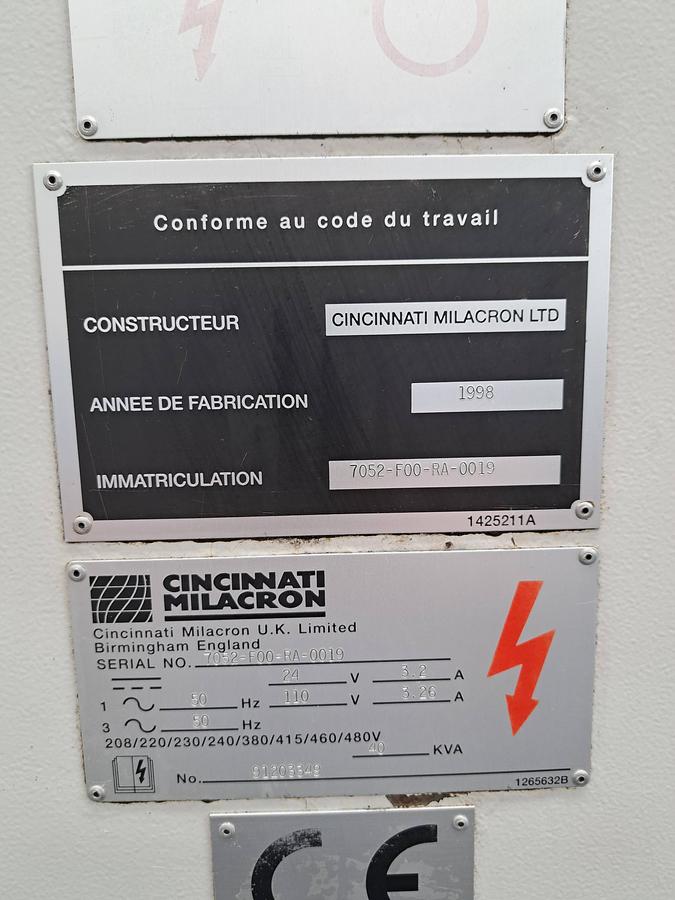 Conforme au code du travail
CONSTRUCTEUR CINCINNATI MILACRON LTD
ANNEE DE FABRICATION 1998
IMMATRICULATION 7052-F00-RA-0019
1425211A
CINCINNATI
MILACRON
Cincinnati Milacron U.K. Limited
Birmingham England
SERIAL NO. 7052-F00-RA-0019
24 V 3.2 A
1 50 Hz 110 V 3.26 A
3 50 Hz
208/220/230/240/380/415/460/480V
40 KVA
No. 91203349
1265632B
CE